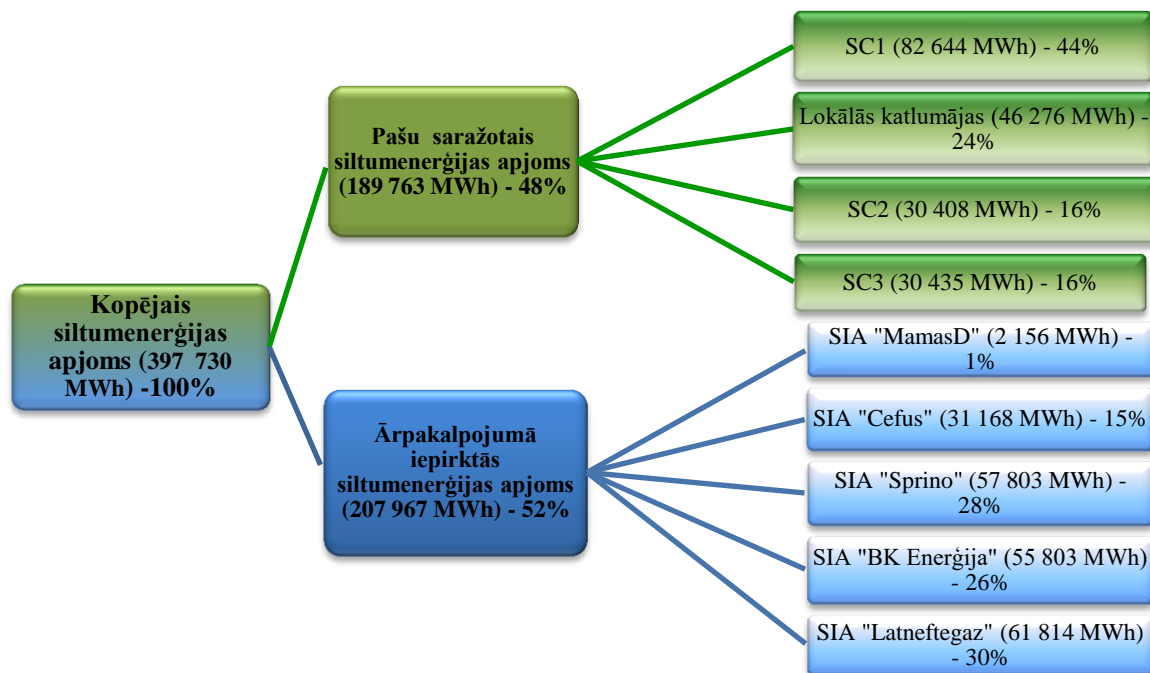 Kopējais
siltumenerģijas
apjoms (397 730
MWh) -100%
Pašu saražotais
siltumenerģijas apjoms
(189 763 MWh) - 48%
Ārpakalpojumā
iepirktās
siltumenerģijas apjoms
(207 967 MWh) - 52%
SC1 (82 644 MWh) - 44%
Lokālās katlumājas (46 276 MWh) -
24%
SC2 (30 408 MWh) - 16%
SC3 (30 435 MWh) - 16%
SIA "MamasD" (2 156 MWh) -
1%
SIA "Cefus" (31 168 MWh) - 15%
SIA "Sprino" (57 803 MWh) -
28%
SIA "BK Enerģija" (55 803 MWh)
- 26%
SIA "Latneftegaz" (61 814 MWh)
- 30%